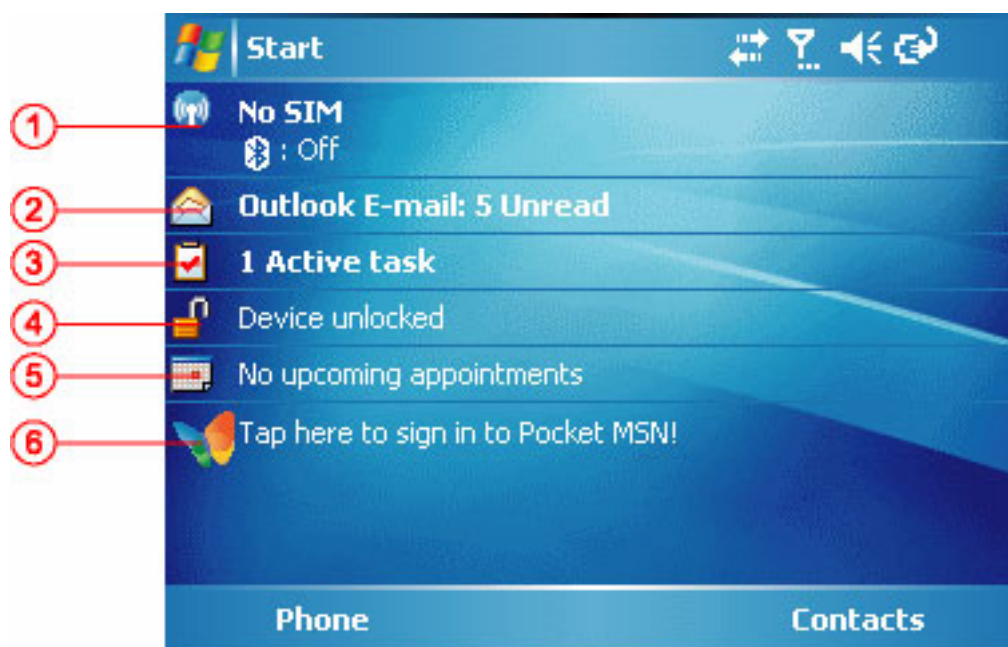 Start
1
No SIM
: Off
2
Outlook E-mail: 5 Unread
3
1 Active task
4
Device unlocked
5
No upcoming appointments
6
Tap here to sign in to Pocket MSN!
Phone
Contacts